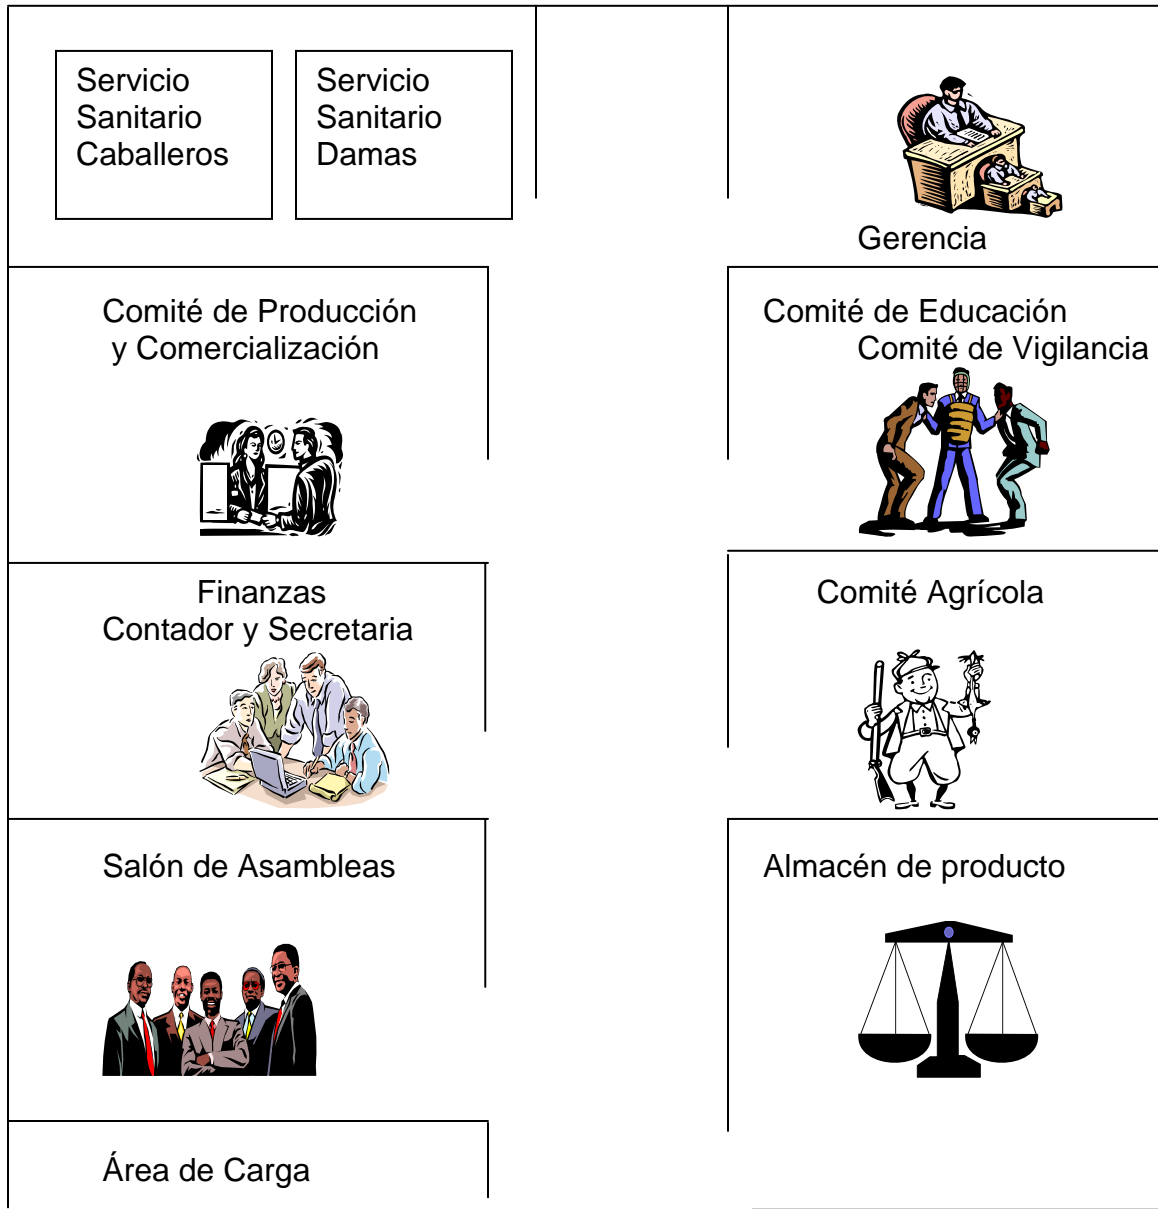 Servicio
Sanitario
Caballeros
Servicio
Sanitario
Damas
Gerencia
Comité de Producción
y Comercialización
Comité de Educación
Comité de Vigilancia
Finanzas
Contador y Secretaria
Comité Agrícola
Salón de Asambleas
Almacén de producto
Área de Carga